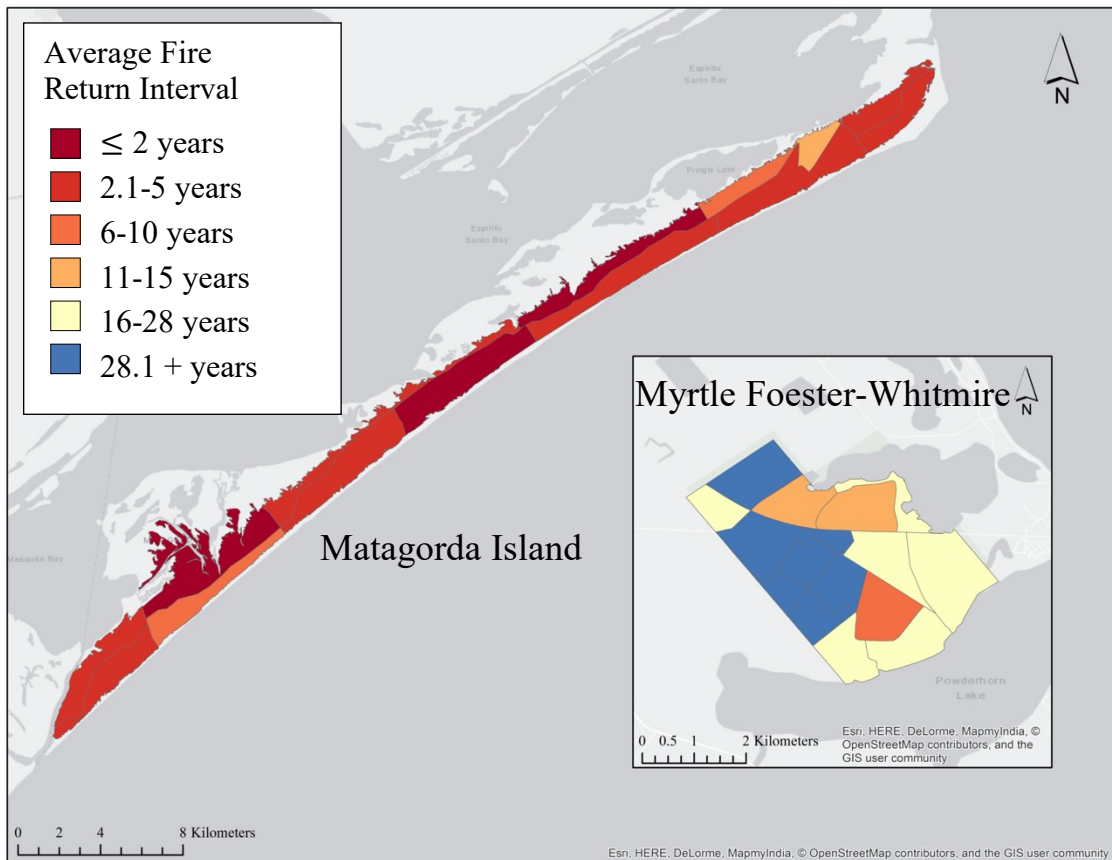 Average Fire
Return Interval
≤ 2 years
2.1-5 years
6-10 years
11-15 years
16-28 years
28.1 + years
Espiritu
Santo Bay
N
Pringle Lake
Espiritu
Santo Bay
Mesquite Bay
Matagorda Island
Myrtle Foester-Whitmire
N
Powderhorn
Lake
0 0.5 1 2 Kilometers
Esri, HERE, DeLorme, MapmyIndia, ©
OpenStreetMap contributors, and the
GIS user community
0 2 4 8 Kilometers
Esri, HERE, DeLorme, MapmyIndia, © OpenStreetMap contributors, and the GIS user community